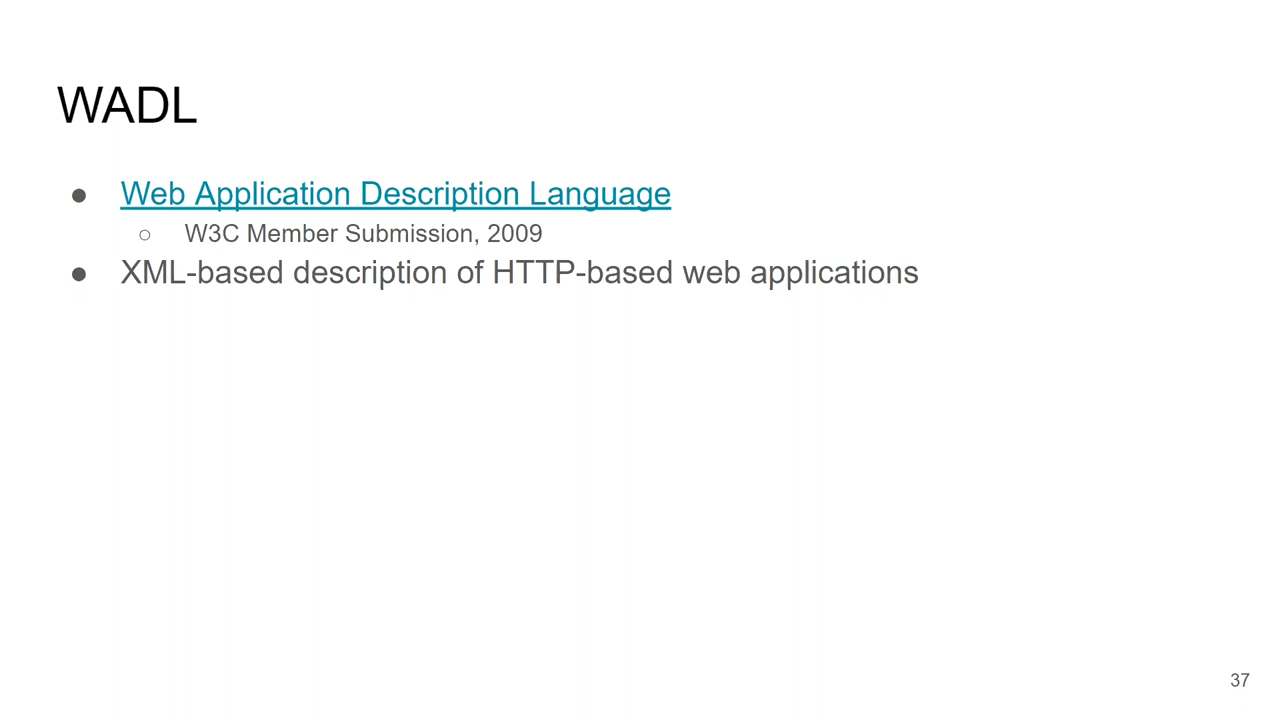 WADL
● Web Application Description Language
○ W3C Member Submission, 2009
● XML-based description of HTTP-based web applications
37